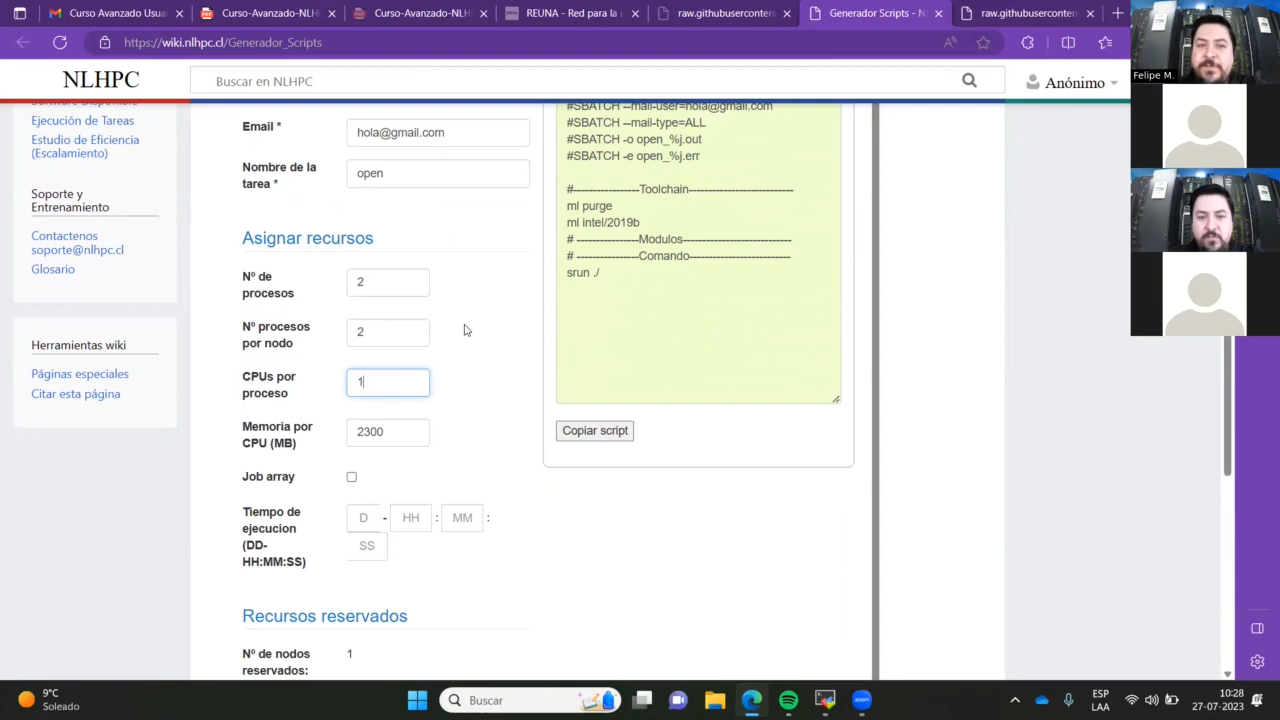 Curso Avanzado Usua
Curso-Avanzado-NLH
Curso-Avanzado-NLH
REUNA - Red para la i
raw.githubuserconten
Generador Scripts - N
raw.githubuserconten
https://wiki.nlhpc.cl/Generador_Scripts
NLHPC
Buscar en NLHPC
Anónimo
Felipe M.
Ejecución de Tareas
Estudio de Eficiencia
(Escalamiento)
Soporte y
Entrenamiento
Contactenos
soporte@nlhpc.cl
Glosario
Herramientas wiki
Páginas especiales
Citar esta página
Email *
hola@gmail.com
Nombre de la
tarea *
open
Asignar recursos
Nº de
procesos
2
Nº procesos
por nodo
2
CPUs por
proceso
1
Memoria por
CPU (MB)
2300
Job array
Tiempo de
ejecucion
(DD-
HH:MM:SS)
D - HH : MM :
SS
Recursos reservados
Nº de nodos
reservados:
1
#SBATCH --mail-user=hola@gmail.com
#SBATCH --mail-type=ALL
#SBATCH -o open_%j.out
#SBATCH -e open_%j.err
#-----------------Toolchain---------------------------
ml purge
ml intel/2019b
# ----------------Modulos----------------------------
# ----------------Comando--------------------------
srun ./
Copiar script
9°C
Soleado
Buscar
zoom
ESP
LAA
10:28
27-07-2023